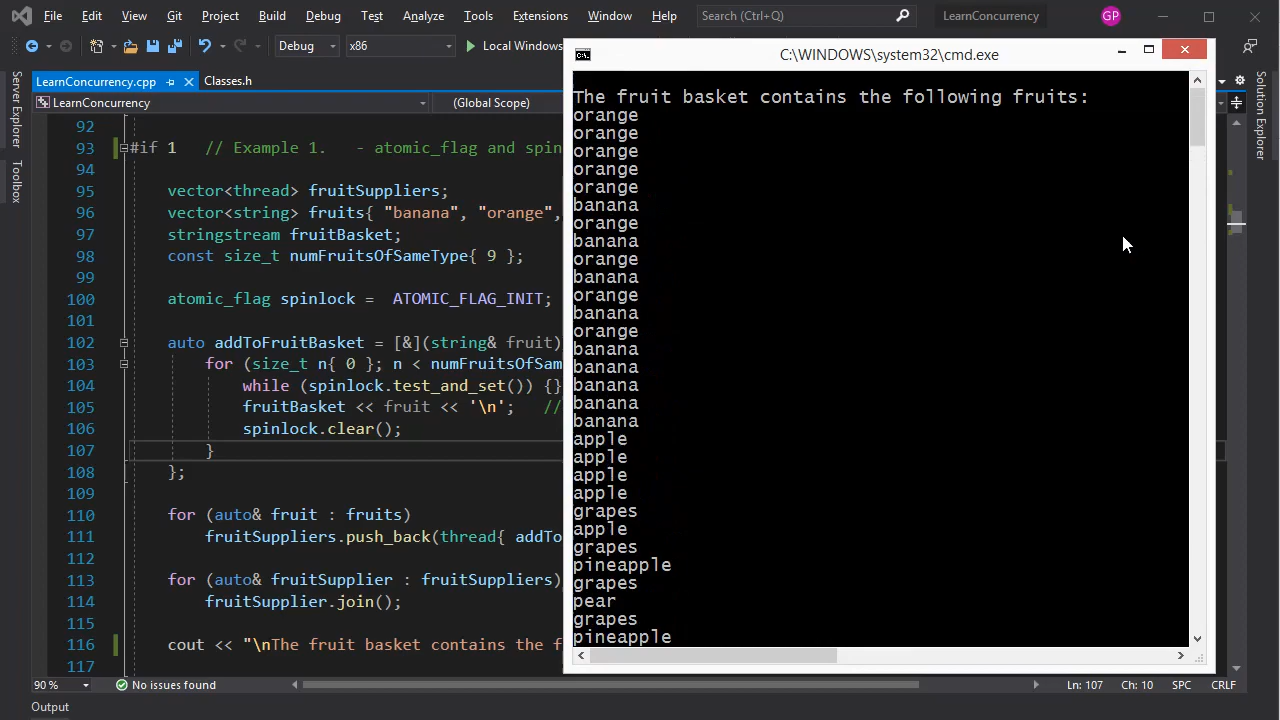 File Edit View Git Project Build Debug Test Analyze Tools Extensions Window Help Search (Ctrl+Q) LearnConcurrency GP
Debug x86 Local Windows
LearnConcurrency.cpp Classes.h
LearnConcurrency (Global Scope)
Server Explorer
Toolbox
Solution Explorer
92
93 #if 1 // Example 1. - atomic_flag and spin
94
95 vector<thread> fruitSuppliers;
96 vector<string> fruits{ "banana", "orange",
97 stringstream fruitBasket;
98 const size_t numFruitsOfSameType{ 9 };
99
100 atomic_flag spinlock = ATOMIC_FLAG_INIT;
101
102 auto addToFruitBasket = [&](string& fruit)
103 for (size_t n{ 0 }; n < numFruitsOfSam
104 while (spinlock.test_and_set()) {}
105 fruitBasket << fruit << '\n'; //
106 spinlock.clear();
107 }
108 };
109
110 for (auto& fruit : fruits)
111 fruitSuppliers.push_back(thread{ addTo
112
113 for (auto& fruitSupplier : fruitSuppliers)
114 fruitSupplier.join();
115
116 cout << "\nThe fruit basket contains the f
117
90 % No issues found Ln: 107 Ch: 10 SPC CRLF
Output
C:\WINDOWS\system32\cmd.exe
The fruit basket contains the following fruits:
orange
orange
orange
orange
orange
banana
orange
banana
orange
banana
orange
banana
orange
banana
banana
banana
banana
banana
apple
apple
apple
apple
grapes
apple
grapes
pineapple
grapes
pear
grapes
pineapple